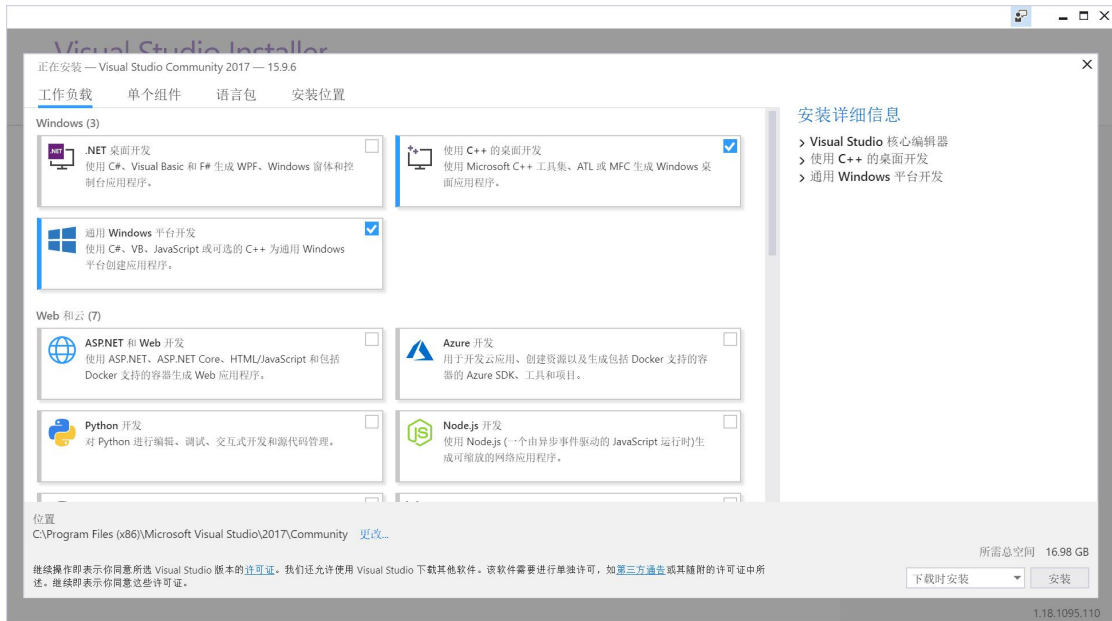 Visual Studio Installer
正在安装 — Visual Studio Community 2017 — 15.9.6
工作负载 单个组件 语言包 安装位置
Windows (3)
.NET 桌面开发
使用 C#、Visual Basic 和 F# 生成 WPF、Windows 窗体和控
制台应用程序。
使用 C++ 的桌面开发
使用 Microsoft C++ 工具集、ATL 或 MFC 生成 Windows 桌
面应用程序。
通用 Windows 平台开发
使用 C#、VB、JavaScript 或可选的 C++ 为通用 Windows
平台创建应用程序。
Web 和云 (7)
ASP.NET 和 Web 开发
使用 ASP.NET、ASP.NET Core、HTML/JavaScript 和包括
Docker 支持的容器生成 Web 应用程序。
Azure 开发
用于开发云应用、创建资源以及生成包括 Docker 支持的容
器的 Azure SDK、工具和项目。
Python 开发
对 Python 进行编辑、调试、交互式开发和源代码管理。
Node.js 开发
使用 Node.js (一个由异步事件驱动的 JavaScript 运行时)生
成可缩放的网络应用程序。
安装详细信息
Visual Studio 核心编辑器
使用 C++ 的桌面开发
通用 Windows 平台开发
位置
C:\Program Files (x86)\Microsoft Visual Studio\2017\Community 更改...
所需总空间 16.98 GB
继续操作即表示你同意所选 Visual Studio 版本的许可证。我们还允许使用 Visual Studio 下载其他软件。该软件需要进行单独许可，如第三方通告或其随附的许可证中所
述。继续即表示你同意这些许可证。
下载时安装 安装
1.18.1095.110